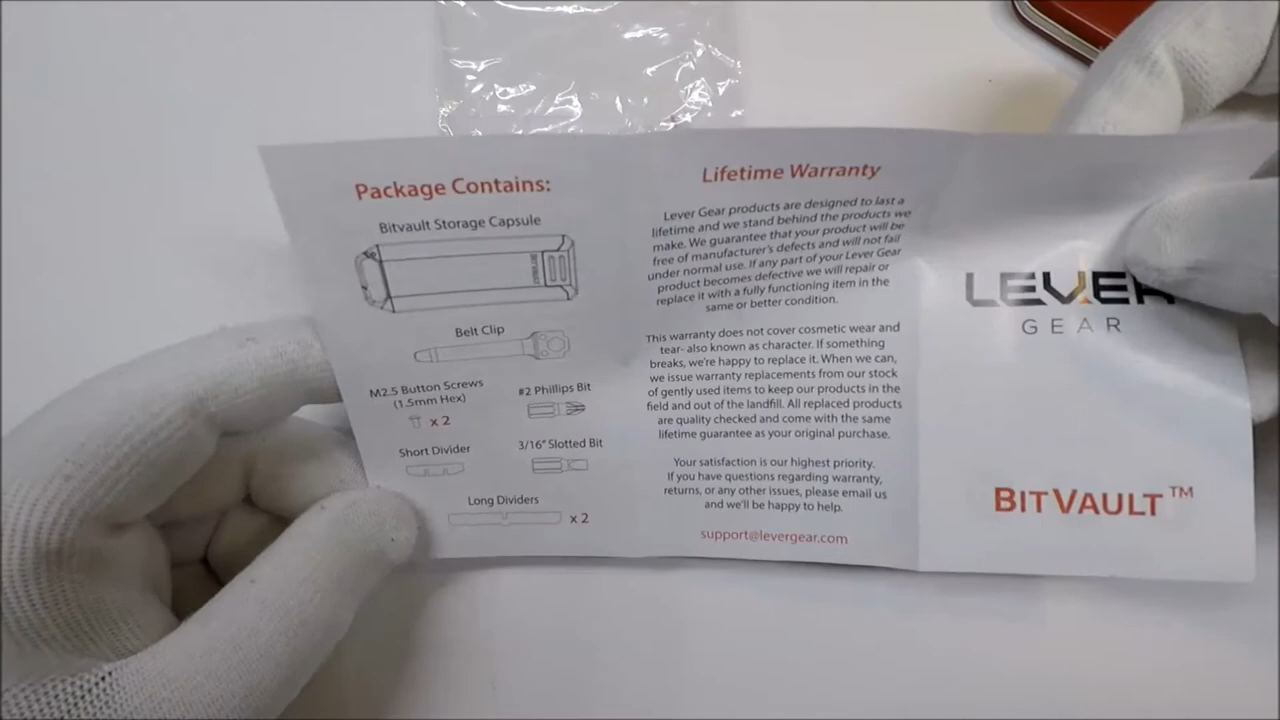 Package Contains:
Bitvault Storage Capsule
Belt Clip
M2.5 Button Screws
(1.5mm Hex)
x 2
#2 Phillips Bit
Short Divider
3/16" Slotted Bit
Long Dividers
x 2
Lifetime Warranty
Lever Gear products are designed to last a
lifetime and we stand behind the products we
make. We guarantee that your product will be
free of manufacturer's defects and will not fail
under normal use. If any part of your Lever Gear
product becomes defective we will repair or
replace it with a fully functioning item in the
same or better condition.
This warranty does not cover cosmetic wear and
tear- also known as character. If something
breaks, we're happy to replace it. When we can,
we issue warranty replacements from our stock
of gently used items to keep our products in the
field and out of the landfill. All replaced products
are quality checked and come with the same
lifetime guarantee as your original purchase.
Your satisfaction is our highest priority.
If you have questions regarding warranty,
returns, or any other issues, please email us
and we'll be happy to help.
support@levergear.com
LEVER
GEAR
BITVAULT™